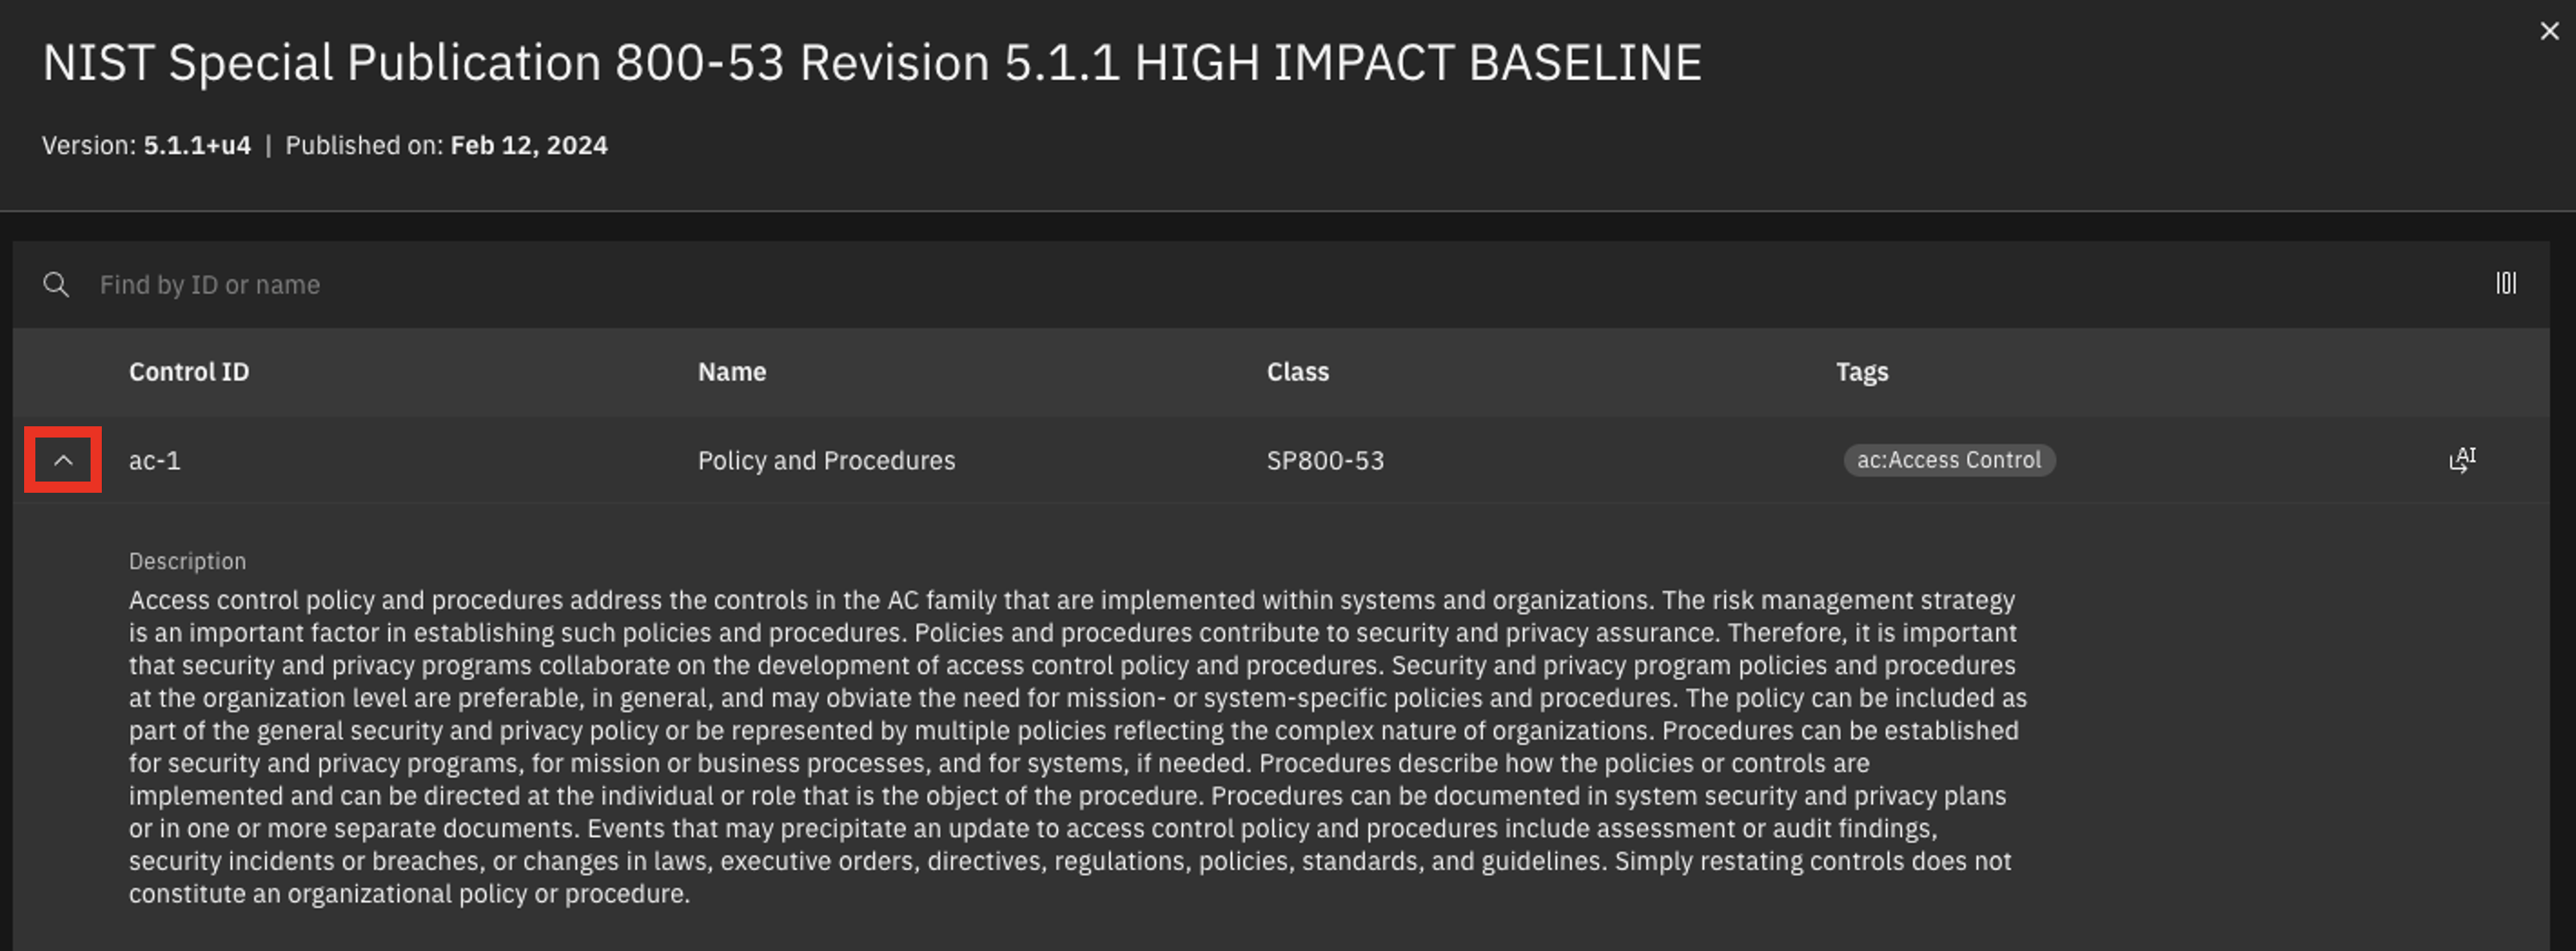 NIST Special Publication 800-53 Revision 5.1.1 HIGH IMPACT BASELINE
Version: 5.1.1+u4 | Published on: Feb 12, 2024
Find by ID or name
Control ID Name Class Tags
ac-1 Policy and Procedures SP800-53 ac:Access Control AI
Description
Access control policy and procedures address the controls in the AC family that are implemented within systems and organizations. The risk management strategy
is an important factor in establishing such policies and procedures. Policies and procedures contribute to security and privacy assurance. Therefore, it is important
that security and privacy programs collaborate on the development of access control policy and procedures. Security and privacy program policies and procedures
at the organization level are preferable, in general, and may obviate the need for mission- or system-specific policies and procedures. The policy can be included as
part of the general security and privacy policy or be represented by multiple policies reflecting the complex nature of organizations. Procedures can be established
for security and privacy programs, for mission or business processes, and for systems, if needed. Procedures describe how the policies or controls are
implemented and can be directed at the individual or role that is the object of the procedure. Procedures can be documented in system security and privacy plans
or in one or more separate documents. Events that may precipitate an update to access control policy and procedures include assessment or audit findings,
security incidents or breaches, or changes in laws, executive orders, directives, regulations, policies, standards, and guidelines. Simply restating controls does not
constitute an organizational policy or procedure.